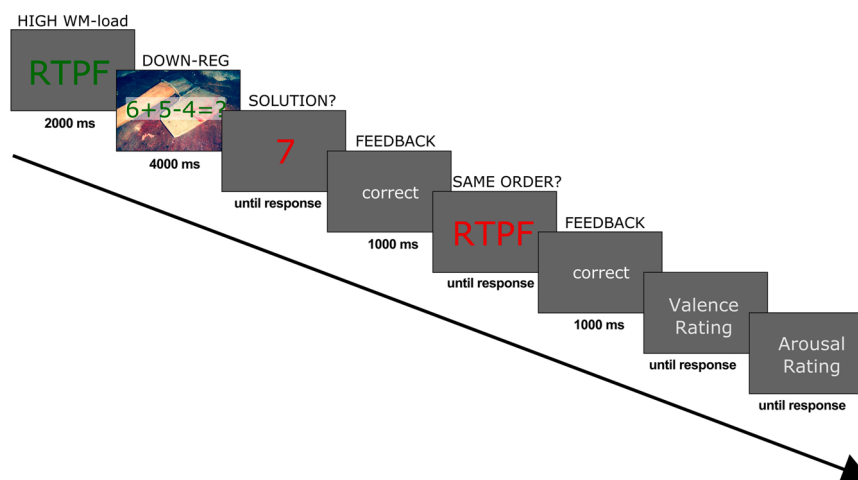 HIGH WM-load
RTPF
2000 ms
DOWN-REG
6+5-4=?
4000 ms
SOLUTION?
7
until response
FEEDBACK
correct
1000 ms
SAME ORDER?
RTPF
until response
FEEDBACK
correct
1000 ms
Valence
Rating
until response
Arousal
Rating
until response